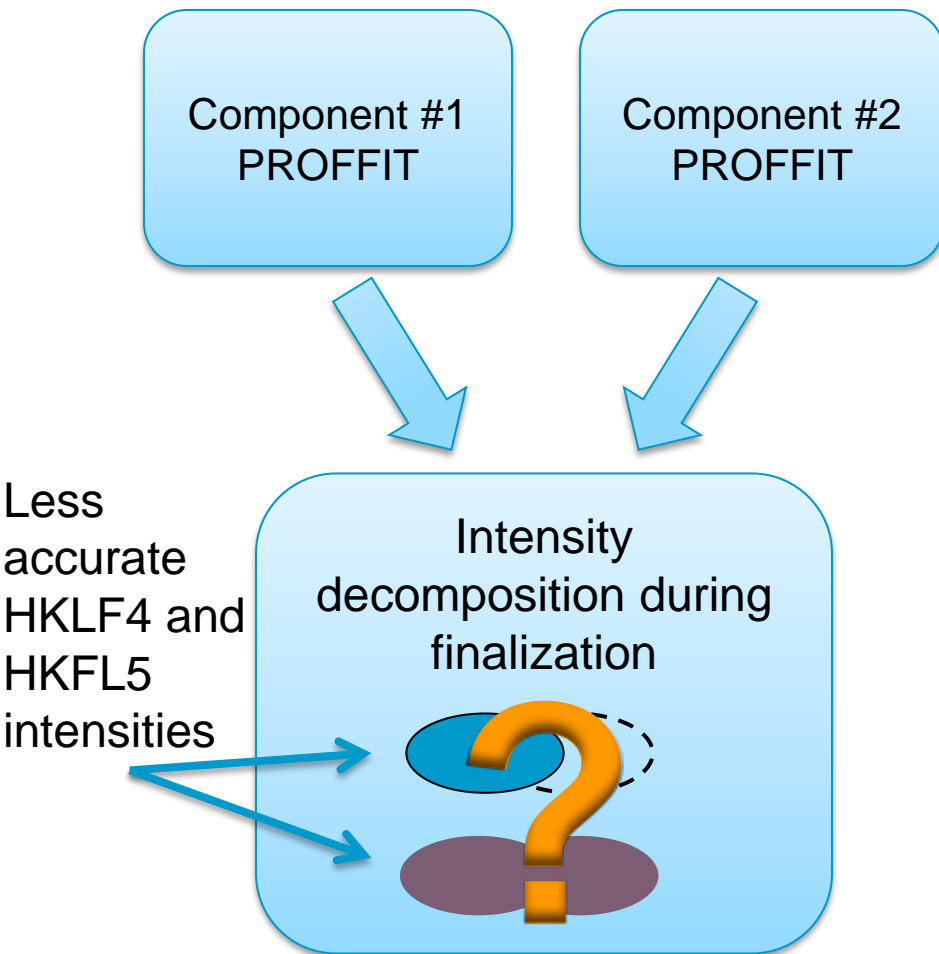 Component #1
PROFFIT
Component #2
PROFFIT
Less
accurate
HKLF4 and
HKFL5
intensities
Intensity
decomposition during
finalization
?